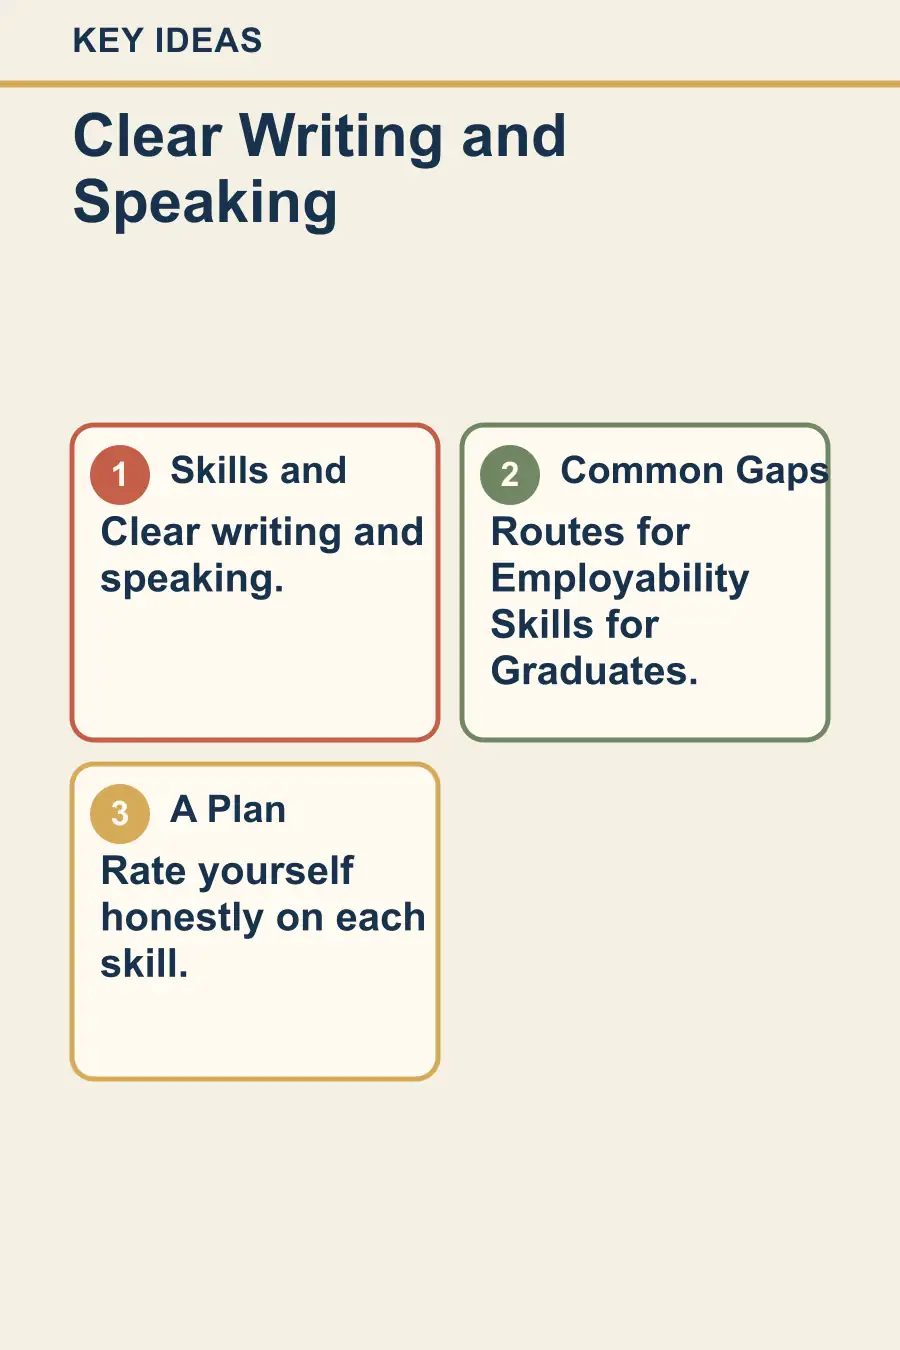 KEY IDEAS
Clear Writing and
Speaking
1 Skills and
Clear writing and
speaking.
2 Common Gaps
Routes for
Employability
Skills for
Graduates.
3 A Plan
Rate yourself
honestly on each
skill.